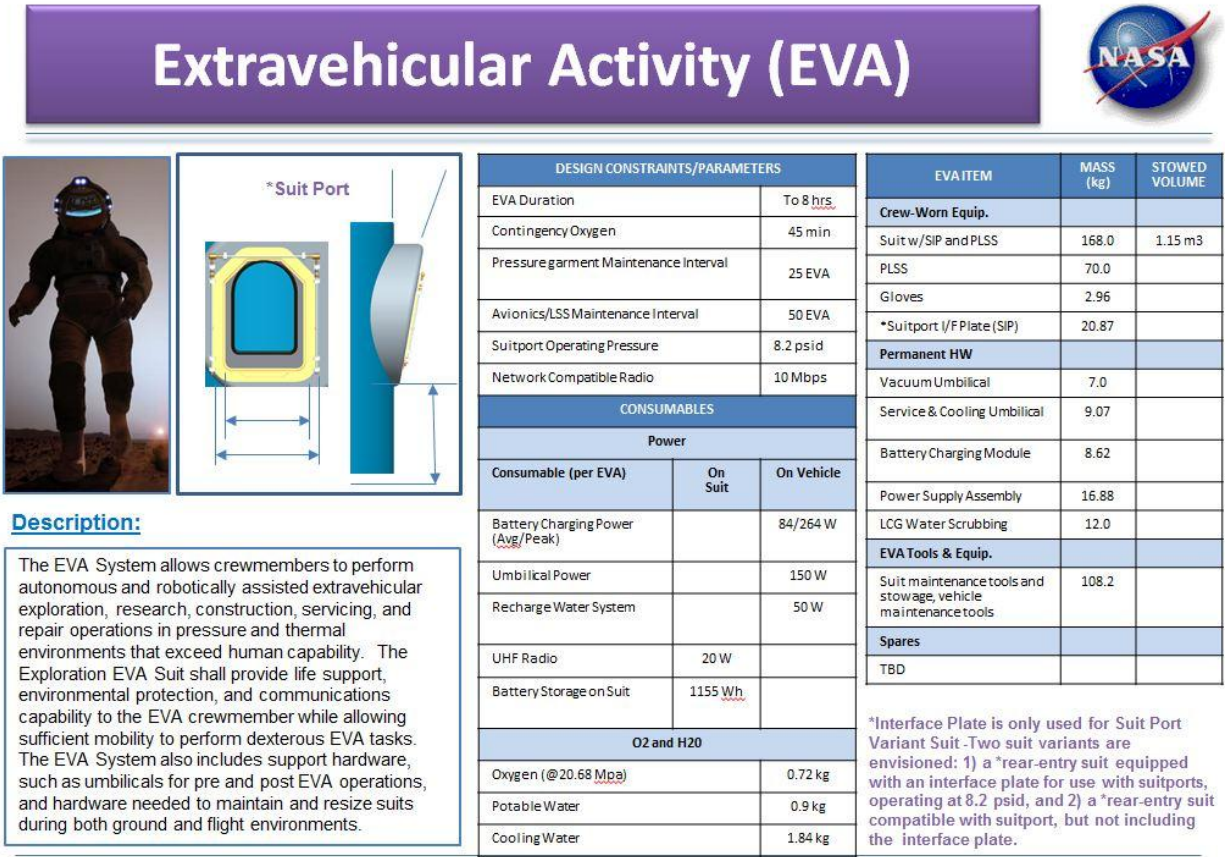 Extravehicular Activity (EVA)
NASA
*Suit Port
Description:
The EVA System allows crewmembers to perform
autonomous and robotically assisted extravehicular
exploration, research, construction, servicing, and
repair operations in pressure and thermal
environments that exceed human capability. The
Exploration EVA Suit shall provide life support,
environmental protection, and communications
capability to the EVA crewmember while allowing
sufficient mobility to perform dexterous EVA tasks.
The EVA System also includes support hardware,
such as umbilicals for pre and post EVA operations,
and hardware needed to maintain and resize suits
during both ground and flight environments.
DESIGN CONSTRAINTS/PARAMETERS
EVA Duration To 8 hrs
Contingency Oxygen 45 min
Pressure garment Maintenance Interval 25 EVA
Avionics/LSS Maintenance Interval 50 EVA
Suitport Operating Pressure 8.2 psid
Network Compatible Radio 10 Mbps
CONSUMABLES
Power
Consumable (per EVA) On Suit On Vehicle
Battery Charging Power 84/264 W
(Avg/Peak)
Umbilical Power 150 W
Recharge Water System 50 W
UHF Radio 20 W
Battery Storage on Suit 1155 Wh
O2 and H20
Oxygen (@20.68 Mpa) 0.72 kg
Potable Water 0.9 kg
Cooling Water 1.84 kg
EVA ITEM MASS (kg) STOWED VOLUME
Crew-Worn Equip.
Suit w/SIP and PLSS 168.0 1.15 m3
PLSS 70.0
Gloves 2.96
*Suitport I/F Plate (SIP) 20.87
Permanent HW
Vacuum Umbilical 7.0
Service & Cooling Umbilical 9.07
Battery Charging Module 8.62
Power Supply Assembly 16.88
LCG Water Scrubbing 12.0
EVA Tools & Equip.
Suit maintenance tools and 108.2
stowage, vehicle
maintenance tools
Spares
TBD
*Interface Plate is only used for Suit Port
Variant Suit -Two suit variants are
envisioned: 1) a *rear-entry suit equipped
with an interface plate for use with suitports,
operating at 8.2 psid, and 2) a *rear-entry suit
compatible with suitport, but not including
the interface plate.